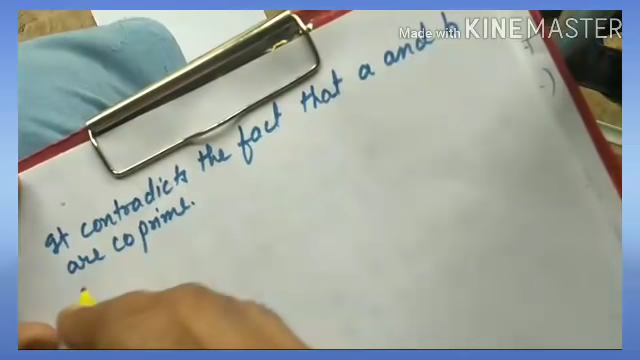 Made with KINEMASTER
It contradicts the fact that a and b
are coprime.